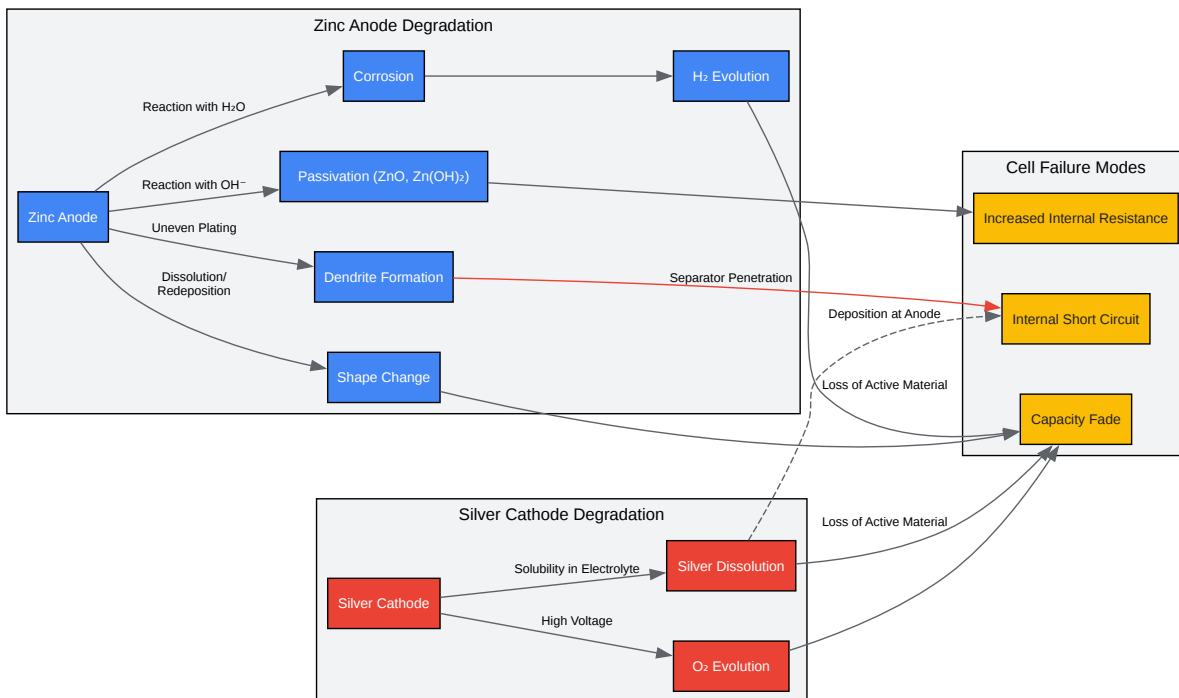 Zinc Anode Degradation
Corrosion
H₂ Evolution
Reaction with H₂O
Passivation (ZnO, Zn(OH)₂)
Reaction with OH⁻
Zinc Anode
Uneven Plating
Dendrite Formation
Dissolution/
Redeposition
Shape Change
Cell Failure Modes
Increased Internal Resistance
Separator Penetration
Internal Short Circuit
Deposition at Anode
Loss of Active Material
Capacity Fade
Silver Cathode Degradation
Loss of Active Material
Silver Dissolution
Solubility in Electrolyte
Silver Cathode
High Voltage
O₂ Evolution